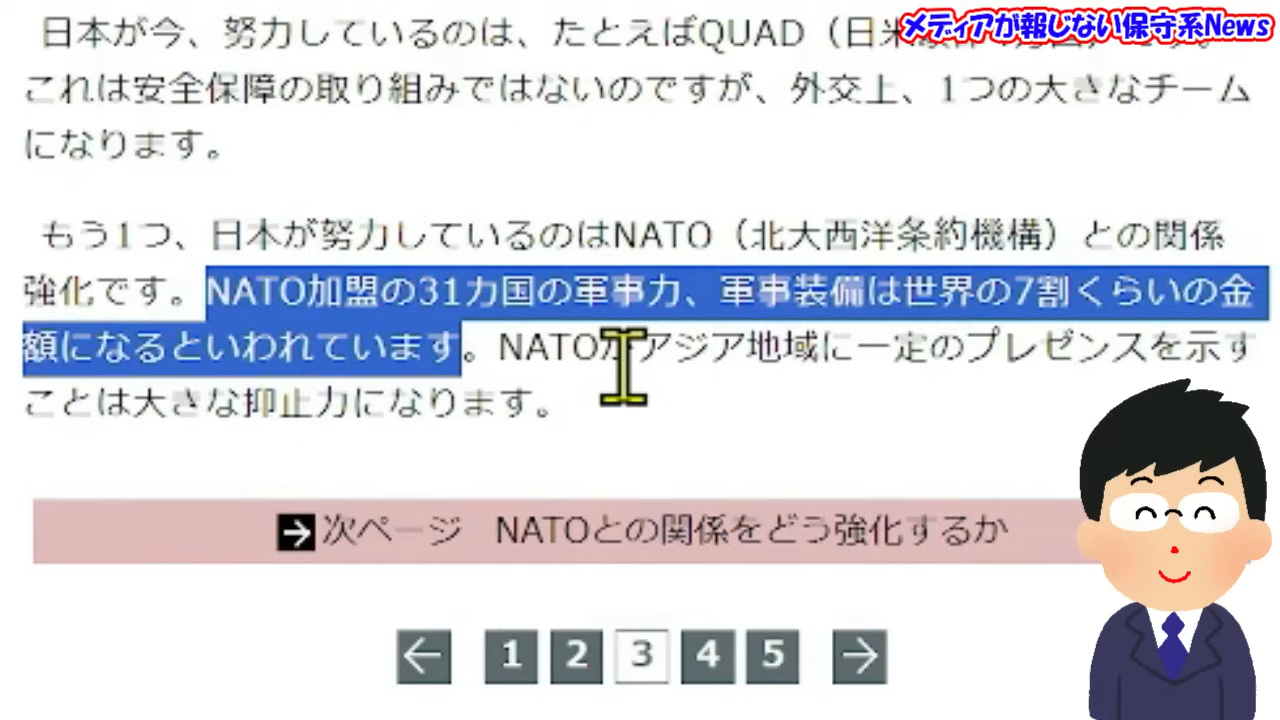 日本が今、努力しているのは、たとえばQUAD（日米
メディアが報じない保守系News
これは安全保障の取り組みではないのですが、外交上、1つの大きなチーム
になります。
もう1つ、日本が努力しているのはNATO（北大西洋条約機構）との関係
強化です。NATO加盟の31カ国の軍事力、軍事装備は世界の7割くらいの金
額になるといわれています。NATOがアジア地域に一定のプレゼンスを示す
ことは大きな抑止力になります。
次ページ　NATOとの関係をどう強化するか
1 2 3 4 5